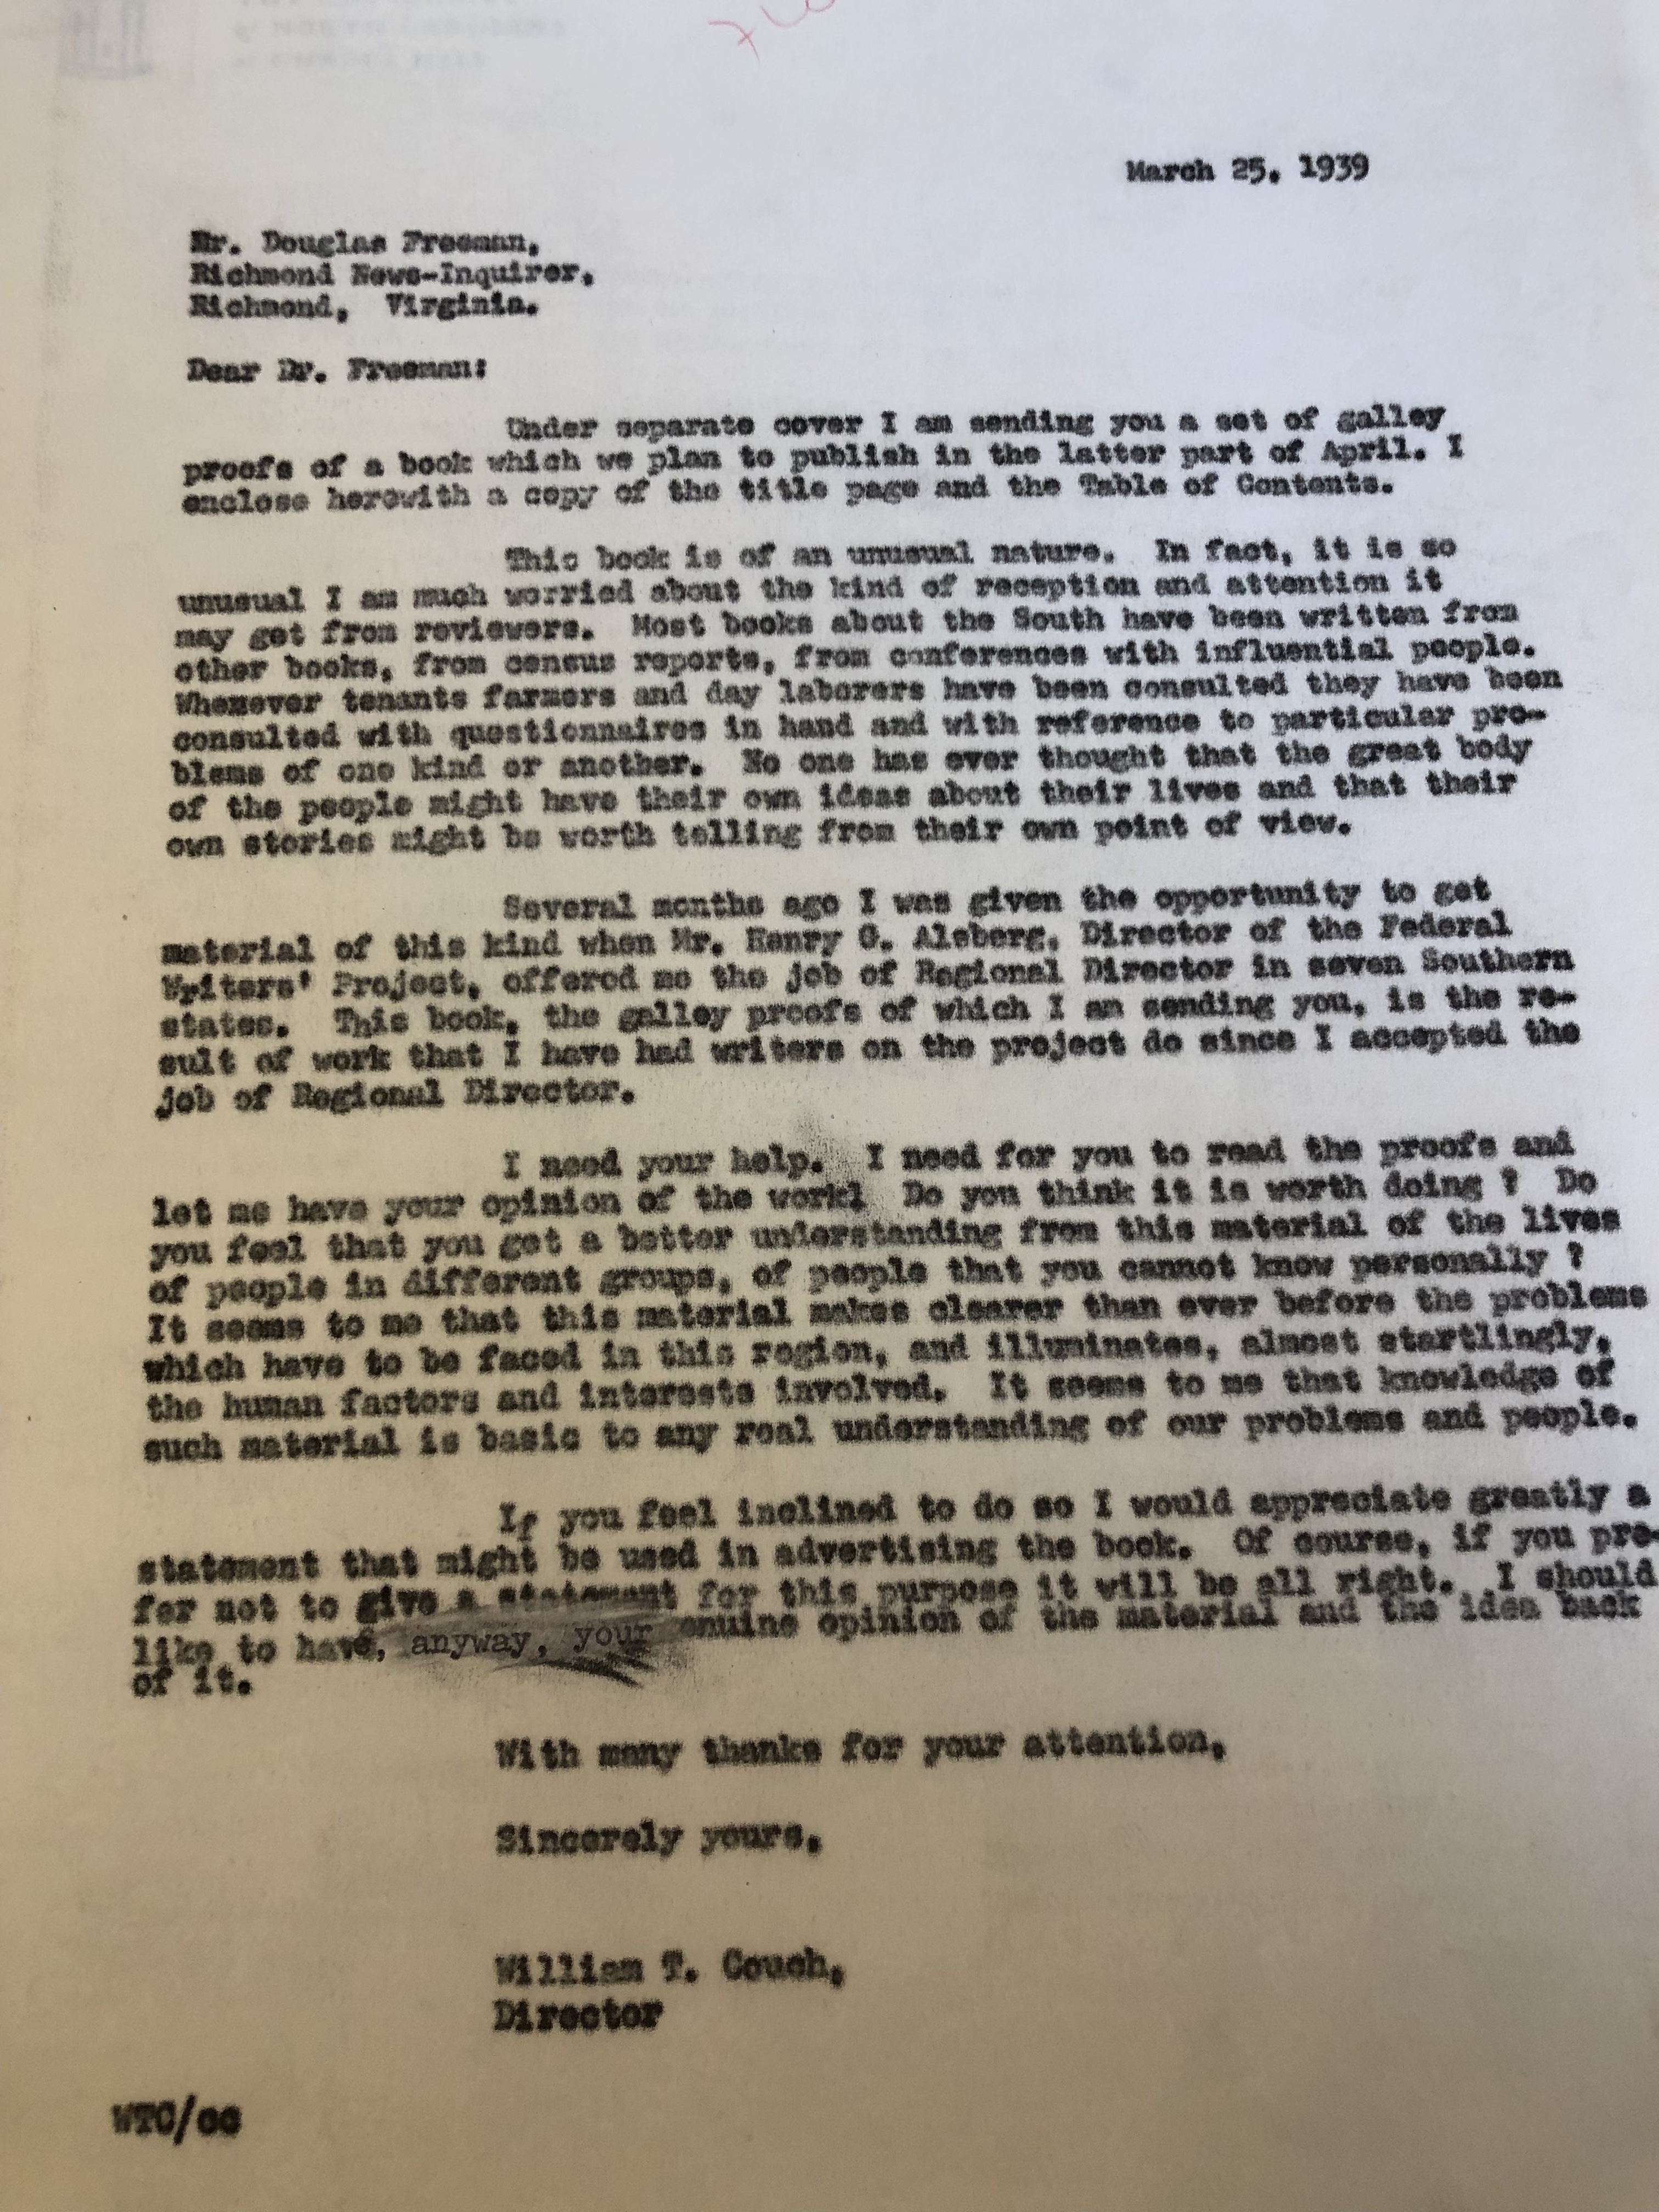 March 25, 1939
Mr. Douglas Freeman,
Richmond News-Inquirer,
Richmond, Virginia.
Dear Dr. Freeman:
Under separate cover I am sending you a set of galley
proofs of a book which we plan to publish in the latter part of April. I
enclose herewith a copy of the title page and the Table of Contents.
This book is of an unusual nature. In fact, it is so
unusual I am much worried about the kind of reception and attention it
may get from reviewers. Most books about the South have been written from
other books, from census reports, from conferences with influential people.
Whenever tenants farmers and day laborers have been consulted they have been
consulted with questionnaires in hand and with reference to particular pro-
blems of one kind or another. No one has ever thought that the great body
of the people might have their own ideas about their lives and that their
own stories might be worth telling from their own point of view.
Several months ago I was given the opportunity to get
material of this kind when Mr. Henry G. Alsberg, Director of the Federal
Writers' Project, offered me the job of Regional Director in seven Southern
states. This book, the galley proofs of which I am sending you, is the re-
sult of work that I have had writers on the project do since I accepted the
job of Regional Director.
I need your help. I need for you to read the proofs and
let me have your opinion of the work! Do you think it is worth doing ? Do
you feel that you get a better understanding from this material of the lives
of people in different groups, of people that you cannot know personally ?
It seems to me that this material makes clearer than ever before the problems
which have to be faced in this region, and illuminates, almost startlingly,
the human factors and interests involved. It seems to me that knowledge of
such material is basic to any real understanding of our problems and people.
If you feel inclined to do so I would appreciate greatly a
statement that might be used in advertising the book. Of course, if you pre-
fer not to give a statement for this purpose it will be all right. I should
like to have, anyway, your enuine opinion of the material and the idea back
of it.
With many thanks for your attention,
Sincerely yours,
William T. Couch,
Director
WTC/cc